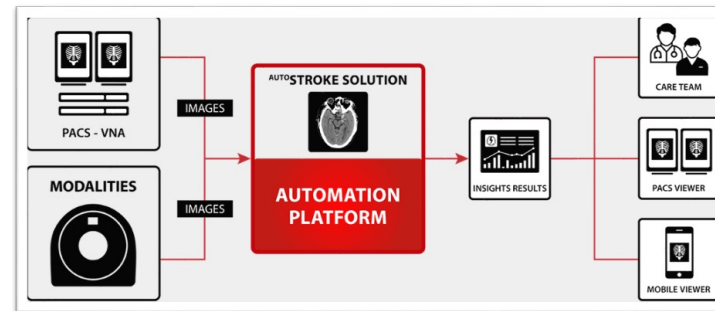 PACS - VNA
IMAGES
MODALITIES
IMAGES
AUTOSTROKE SOLUTION
AUTOMATION
PLATFORM
INSIGHTS RESULTS
CARE TEAM
PACS VIEWER
MOBILE VIEWER